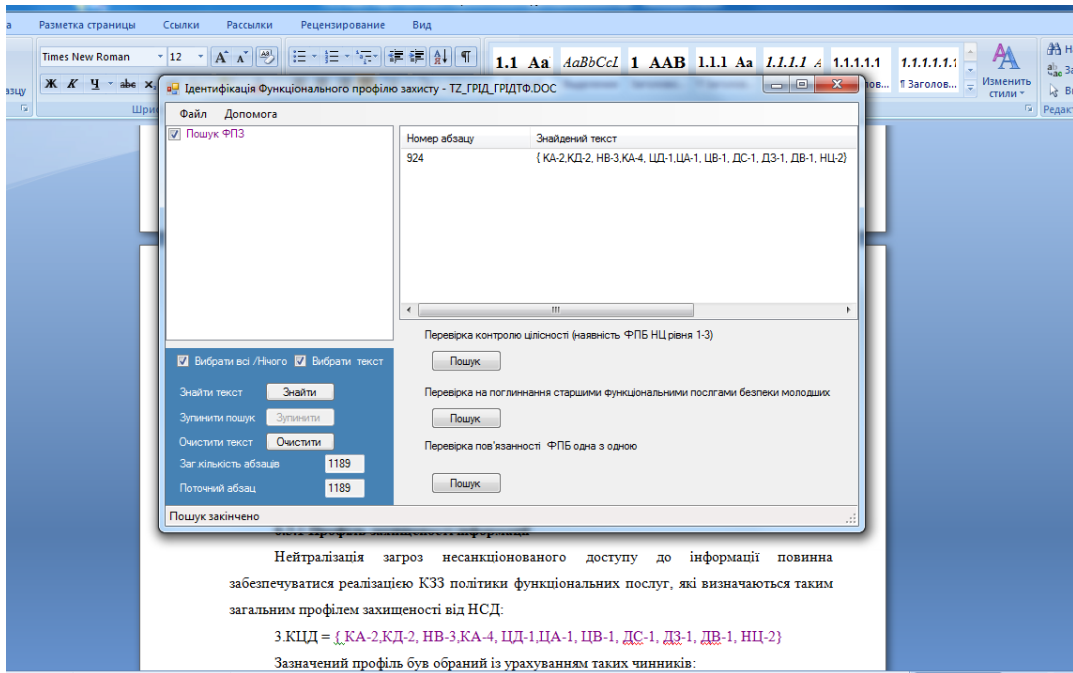 Разметка страницы Ссылки Рассылки Рецензирование Вид
Times New Roman 12
1.1 Aa AaBbCcL 1 AAB 1.1.1 Aa 1.1.1.1 A 1.1.1.1.1 1.1.1.1.1.:
Ж К Ч abe
¶ Заголов...
Изменить
стили
Ідентифікація Функціонального профілю захисту - TZ_ГРІД_ГРІДТФ.DOC
Файл Допомога
Пошук ФПЗ
Номер абзацу Знайдений текст
924 { КА-2,КД-2, НВ-3,КА-4, ЦД-1,ЦА-1, ЦВ-1, ДС-1, ДЗ-1, ДВ-1, НЦ-2}
Перевірка контролю цілісності (наявність ФПБ НЦ рівня 1-3)
Пошук
Перевірка на поглиннання старшими функціональними послгами безпеки молодших
Пошук
Перевірка пов'язанності ФПБ одна з одною
Пошук
Вибрати всі /Нічого Вибрати текст
Знайти текст Знайти
Зупинити пошук Зупинити
Очистити текст Очистити
Заг.кількість абзаців 1189
Поточний абзац 1189
Пошук закінчено
Нейтралізація загроз несанкціонованого доступу до інформації повинна
забезпечуватися реалізацією КЗЗ політики функціональних послуг, які визначаються таким
загальним профілем захищеності від НСД:
3.КЦД = { КА-2,КД-2, НВ-3,КА-4, ЦД-1,ЦА-1, ЦВ-1, ДС-1, ДЗ-1, ДВ-1, НЦ-2}
Зазначений профіль був обраний із урахуванням таких чинників: